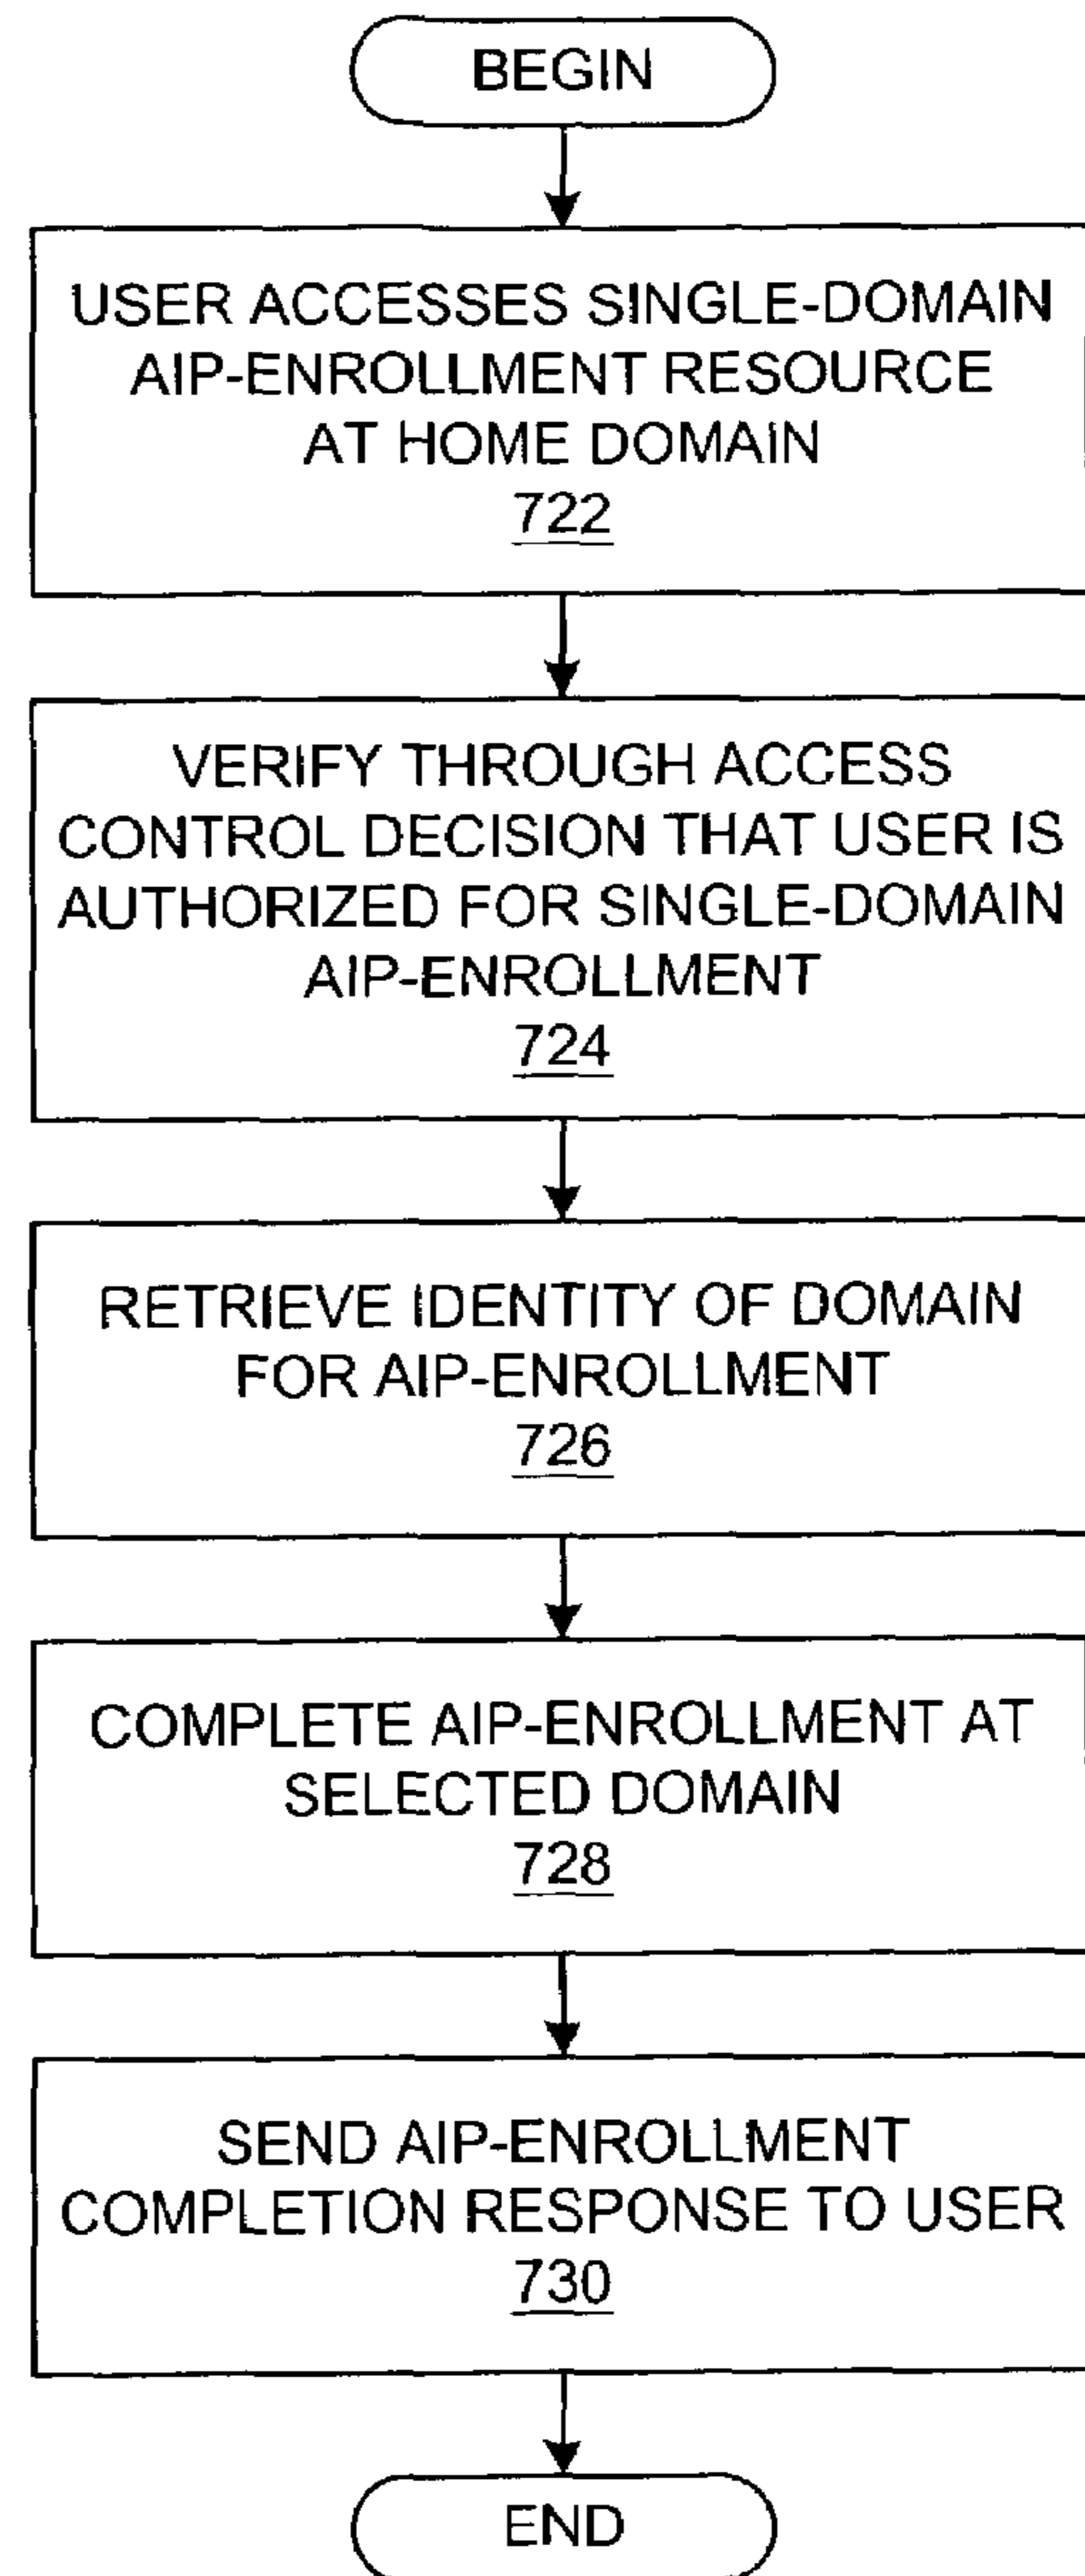 BEGIN
USER ACCESSES SINGLE-DOMAIN
AIP-ENROLLMENT RESOURCE
AT HOME DOMAIN
722
VERIFY THROUGH ACCESS
CONTROL DECISION THAT USER IS
AUTHORIZED FOR SINGLE-DOMAIN
AIP-ENROLLMENT
724
RETRIEVE IDENTITY OF DOMAIN
FOR AIP-ENROLLMENT
726
COMPLETE AIP-ENROLLMENT AT
SELECTED DOMAIN
728
SEND AIP-ENROLLMENT
COMPLETION RESPONSE TO USER
730
END